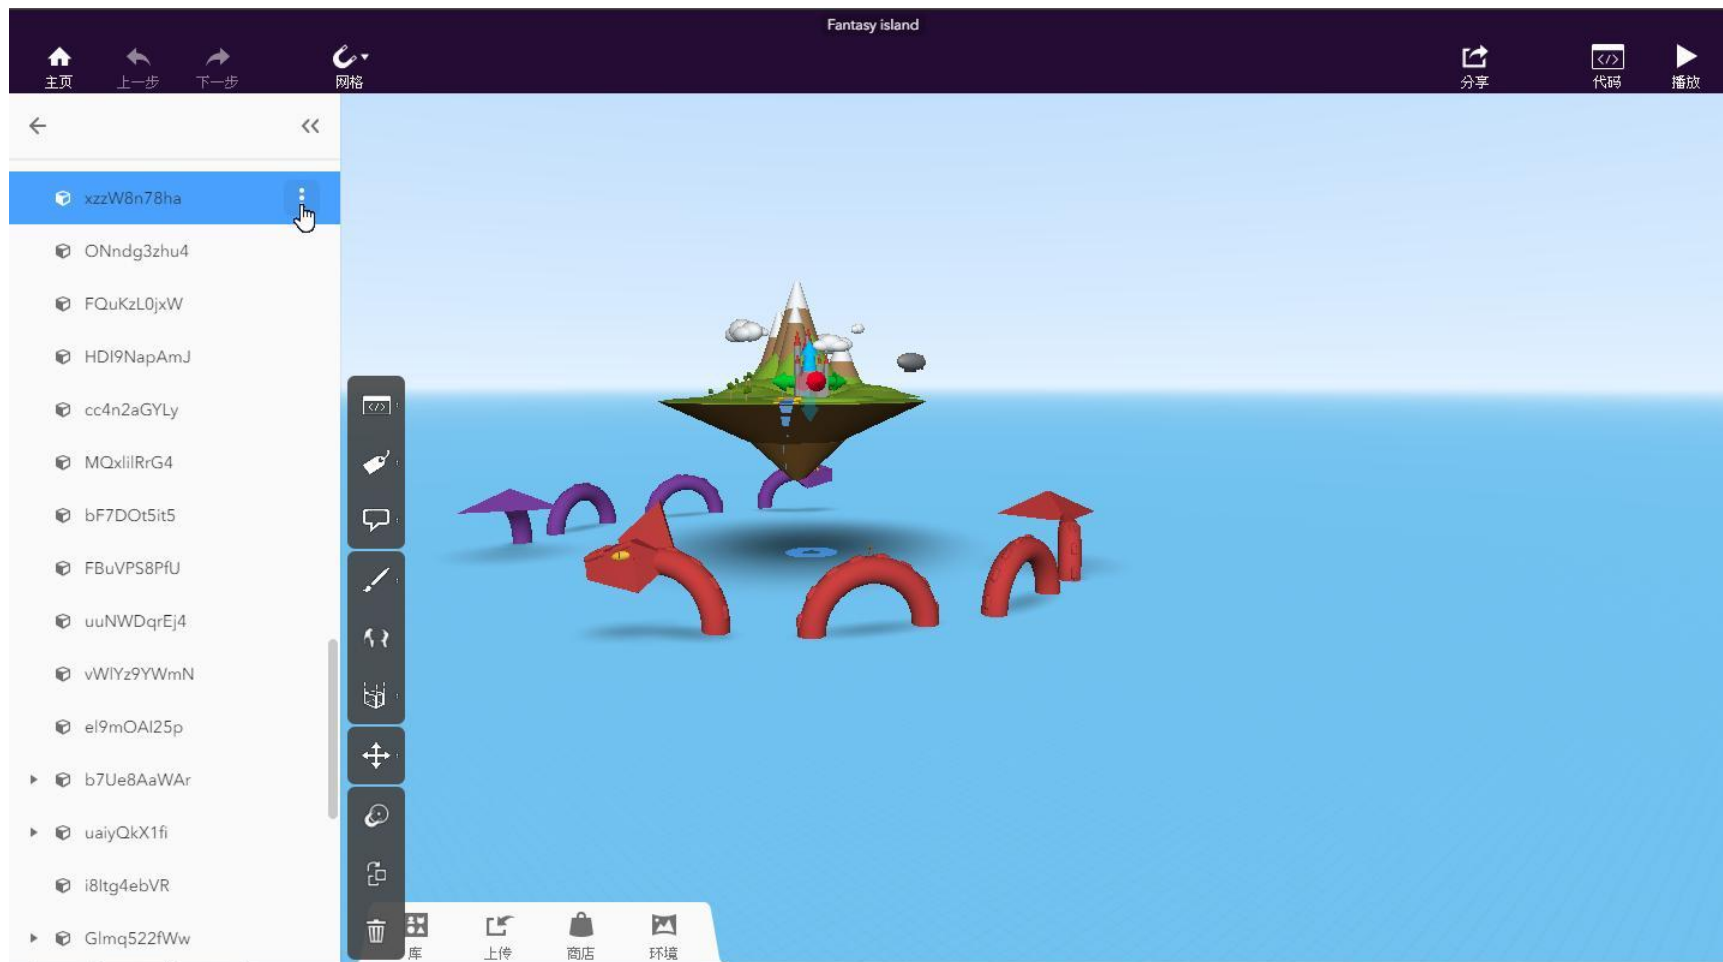 Fantasy island
主页
上一步
下一步
网格
分享
代码
播放
xzzW8n78ha
ONndg3zhu4
FQuKzL0jxW
HDI9NapAmJ
cc4n2aGYLy
MQxlilRrG4
bF7DOt5it5
FBuVPS8PfU
uuNWDqrEj4
vWlYz9YWmN
el9mOAI25p
b7Ue8AaWAr
uaiyQkX1fi
i8Itg4ebVR
Glmq522fWw
库
上传
商店
环境